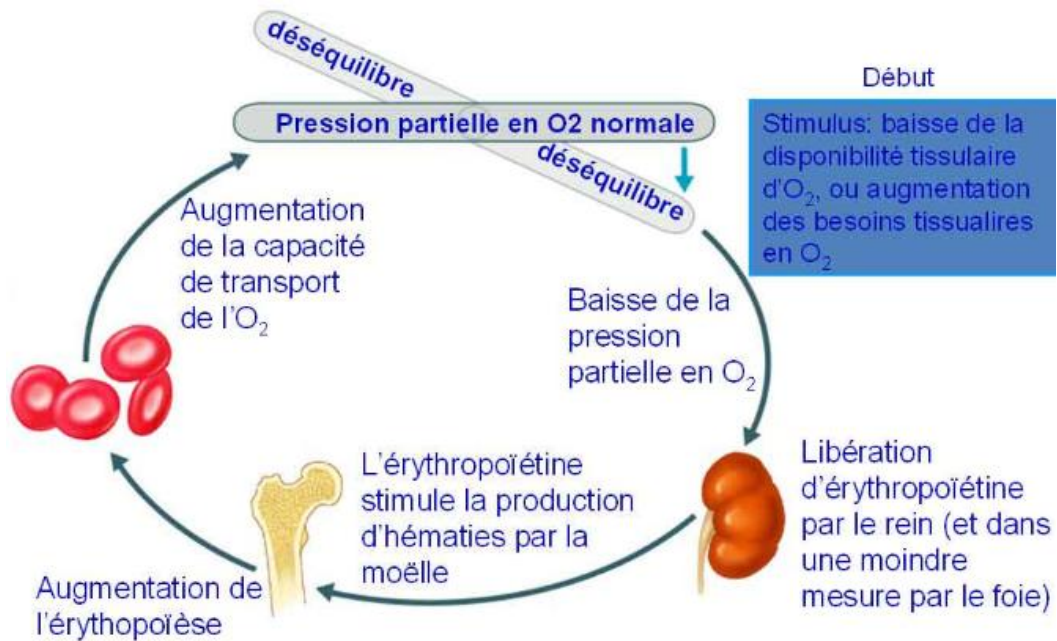 déséquilibre
Pression partielle en O2 normale
déséquilibre
Début
Stimulus: baisse de la
disponibilité tissulaire
d'O₂, ou augmentation
des besoins tissualires
en O₂
Augmentation
de la capacité
de transport
de l'O₂
Baisse de la
pression
partielle en O₂
L'érythropoïétine
stimule la production
d'hématies par la
moëlle
Libération
d'érythropoïétine
par le rein (et dans
une moindre
mesure par le foie)
Augmentation de
l'érythopoïèse